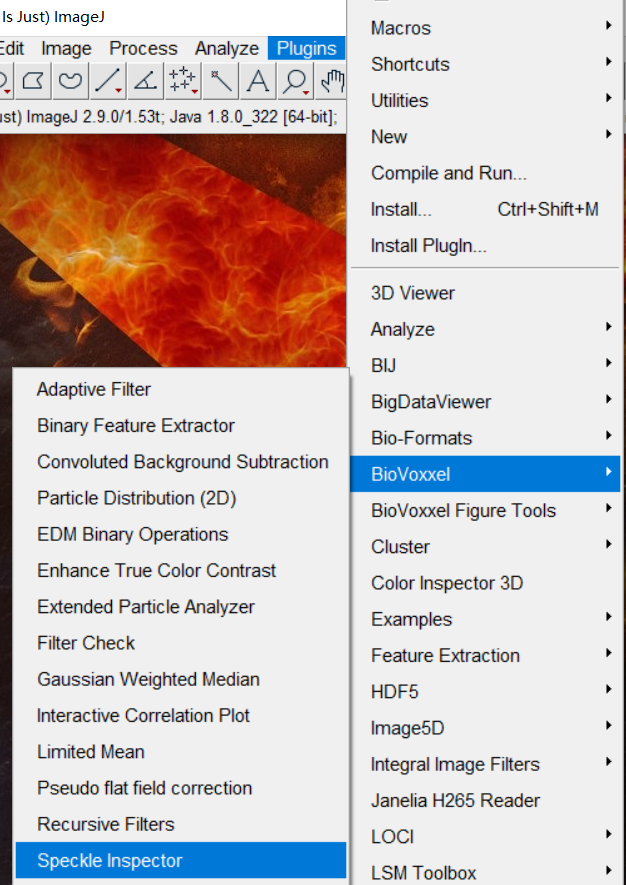 Is Just) ImageJ
Edit Image Process Analyze Plugins
ust) ImageJ 2.9.0/1.53t; Java 1.8.0_322 [64-bit];
Macros
Shortcuts
Utilities
New
Compile and Run...
Install... Ctrl+Shift+M
Install PlugIn...
3D Viewer
Analyze
BIJ
BigDataViewer
Bio-Formats
BioVoxxel
BioVoxxel Figure Tools
Cluster
Color Inspector 3D
Examples
Feature Extraction
HDF5
Image5D
Integral Image Filters
Janelia H265 Reader
LOCI
LSM Toolbox
Adaptive Filter
Binary Feature Extractor
Convoluted Background Subtraction
Particle Distribution (2D)
EDM Binary Operations
Enhance True Color Contrast
Extended Particle Analyzer
Filter Check
Gaussian Weighted Median
Interactive Correlation Plot
Limited Mean
Pseudo flat field correction
Recursive Filters
Speckle Inspector